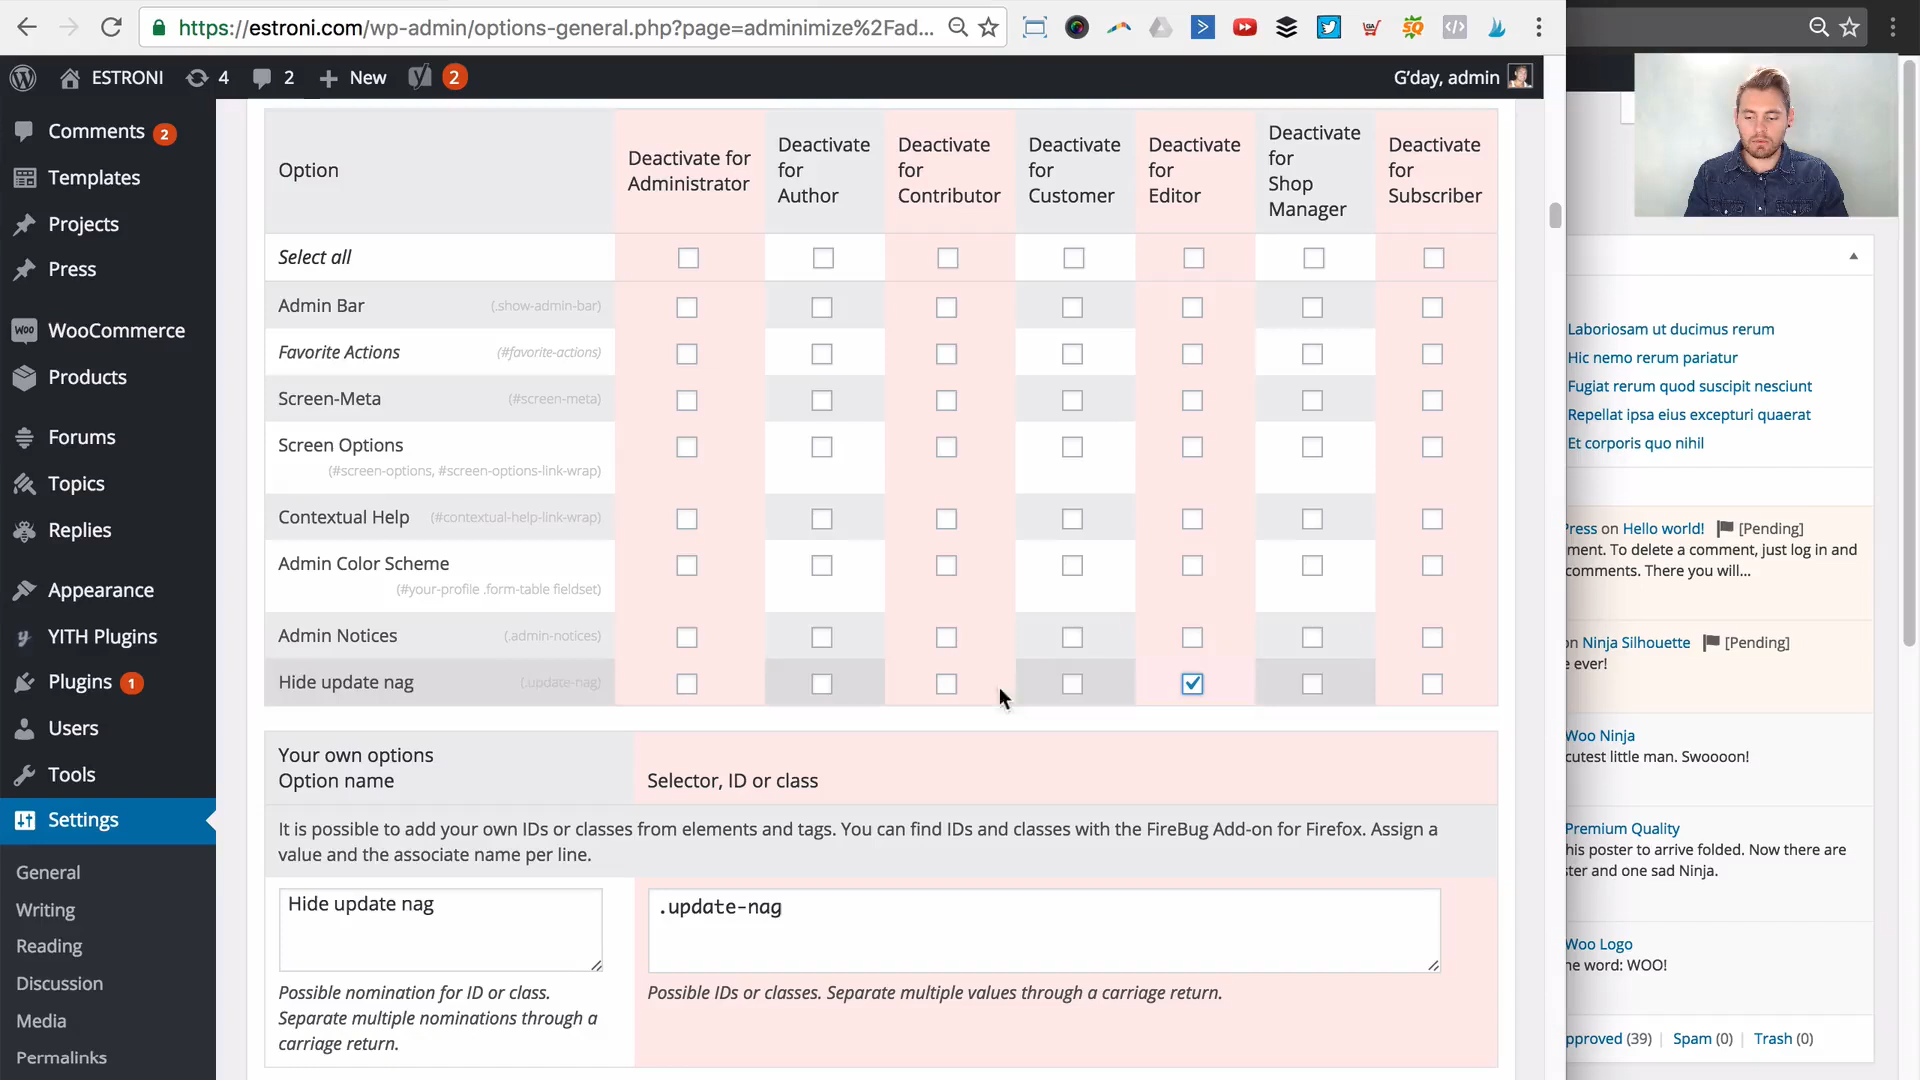 https://estroni.com/wp-admin/options-general.php?page=adminimize%2Fad...
ESTRONI 4 2 New 2 G'day, admin
Comments 2
Templates
Projects
Press
WooCommerce
Products
Forums
Topics
Replies
Appearance
YITH Plugins
Plugins 1
Users
Tools
Settings
General
Writing
Reading
Discussion
Media
Permalinks
Option
Deactivate for
Administrator
Deactivate
for
Author
Deactivate
for
Contributor
Deactivate
for
Customer
Deactivate
for
Editor
Deactivate
for
Shop
Manager
Deactivate
for
Subscriber
Select all
Admin Bar (.show-admin-bar)
Favorite Actions (#favorite-actions)
Screen-Meta (#screen-meta)
Screen Options
(#screen-options, #screen-options-link-wrap)
Contextual Help (#contextual-help-link-wrap)
Admin Color Scheme
(#your-profile .form-table fieldset)
Admin Notices (.admin-notices)
Hide update nag (.update-nag)
Your own options
Option name
Selector, ID or class
It is possible to add your own IDs or classes from elements and tags. You can find IDs and classes with the FireBug Add-on for Firefox. Assign a
value and the associate name per line.
Hide update nag
.update-nag
Possible nomination for ID or class.
Separate multiple nominations through a
carriage return.
Possible IDs or classes. Separate multiple values through a carriage return.
Laboriosam ut ducimus rerum
Hic nemo rerum pariatur
Fugiat rerum quod suscipit nesciunt
Repellat ipsa eius excepturi quaerat
Et corporis quo nihil
Press on Hello world! [Pending]
ment. To delete a comment, just log in and
comments. There you will...
on Ninja Silhouette [Pending]
e ever!
Woo Ninja
cutest little man. Swoooon!
Premium Quality
his poster to arrive folded. Now there are
ster and one sad Ninja.
Woo Logo
ne word: WOO!
pproved (39) | Spam (0) | Trash (0)